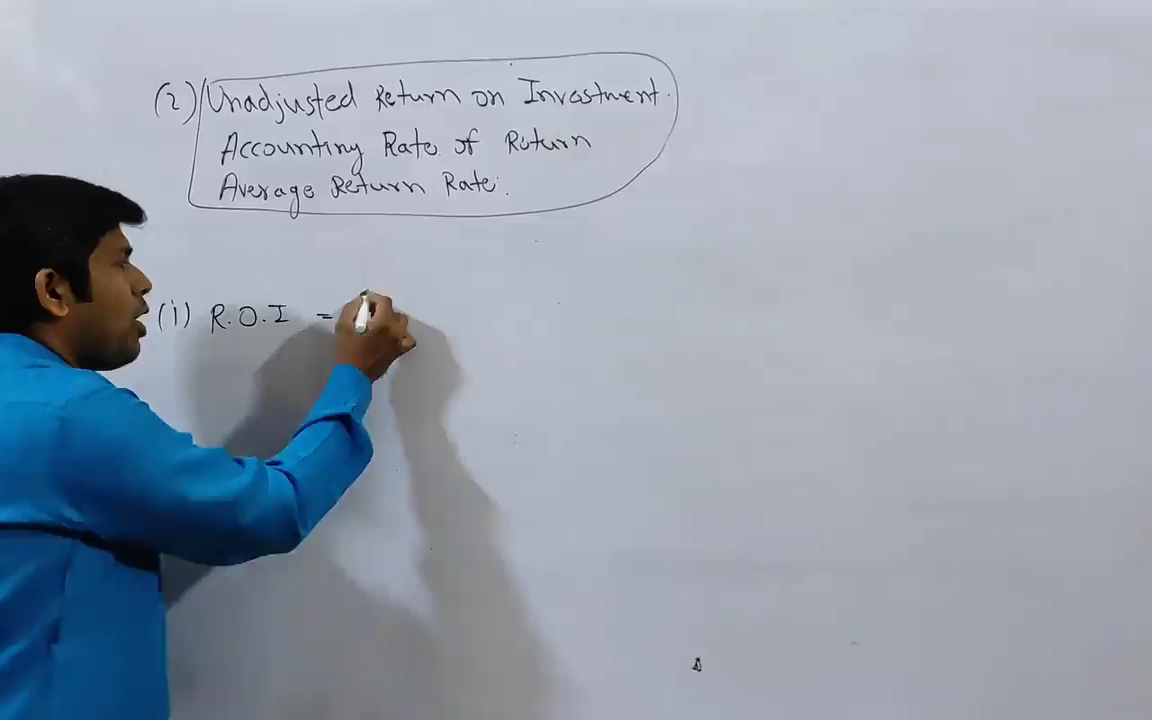 (2) Unadjusted Return on Investment.
Accounting Rate of Return
Average Return Rate.
(i) R.O.I =